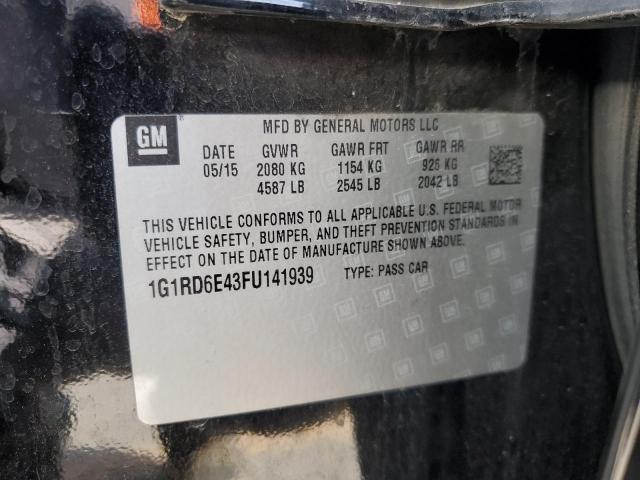 GM
MFD BY GENERAL MOTORS LLC
DATE GVWR GAWR FRT GAWR RR
05/15 2080 KG 1154 KG 926 KG
4587 LB 2545 LB 2042 LB
THIS VEHICLE CONFORMS TO ALL APPLICABLE U.S. FEDERAL MOTOR
VEHICLE SAFETY, BUMPER, AND THEFT PREVENTION STANDARDS IN
EFFECT ON THE DATE OF MANUFACTURE SHOWN ABOVE.
1G1RD6E43FU141939 TYPE: PASS CAR